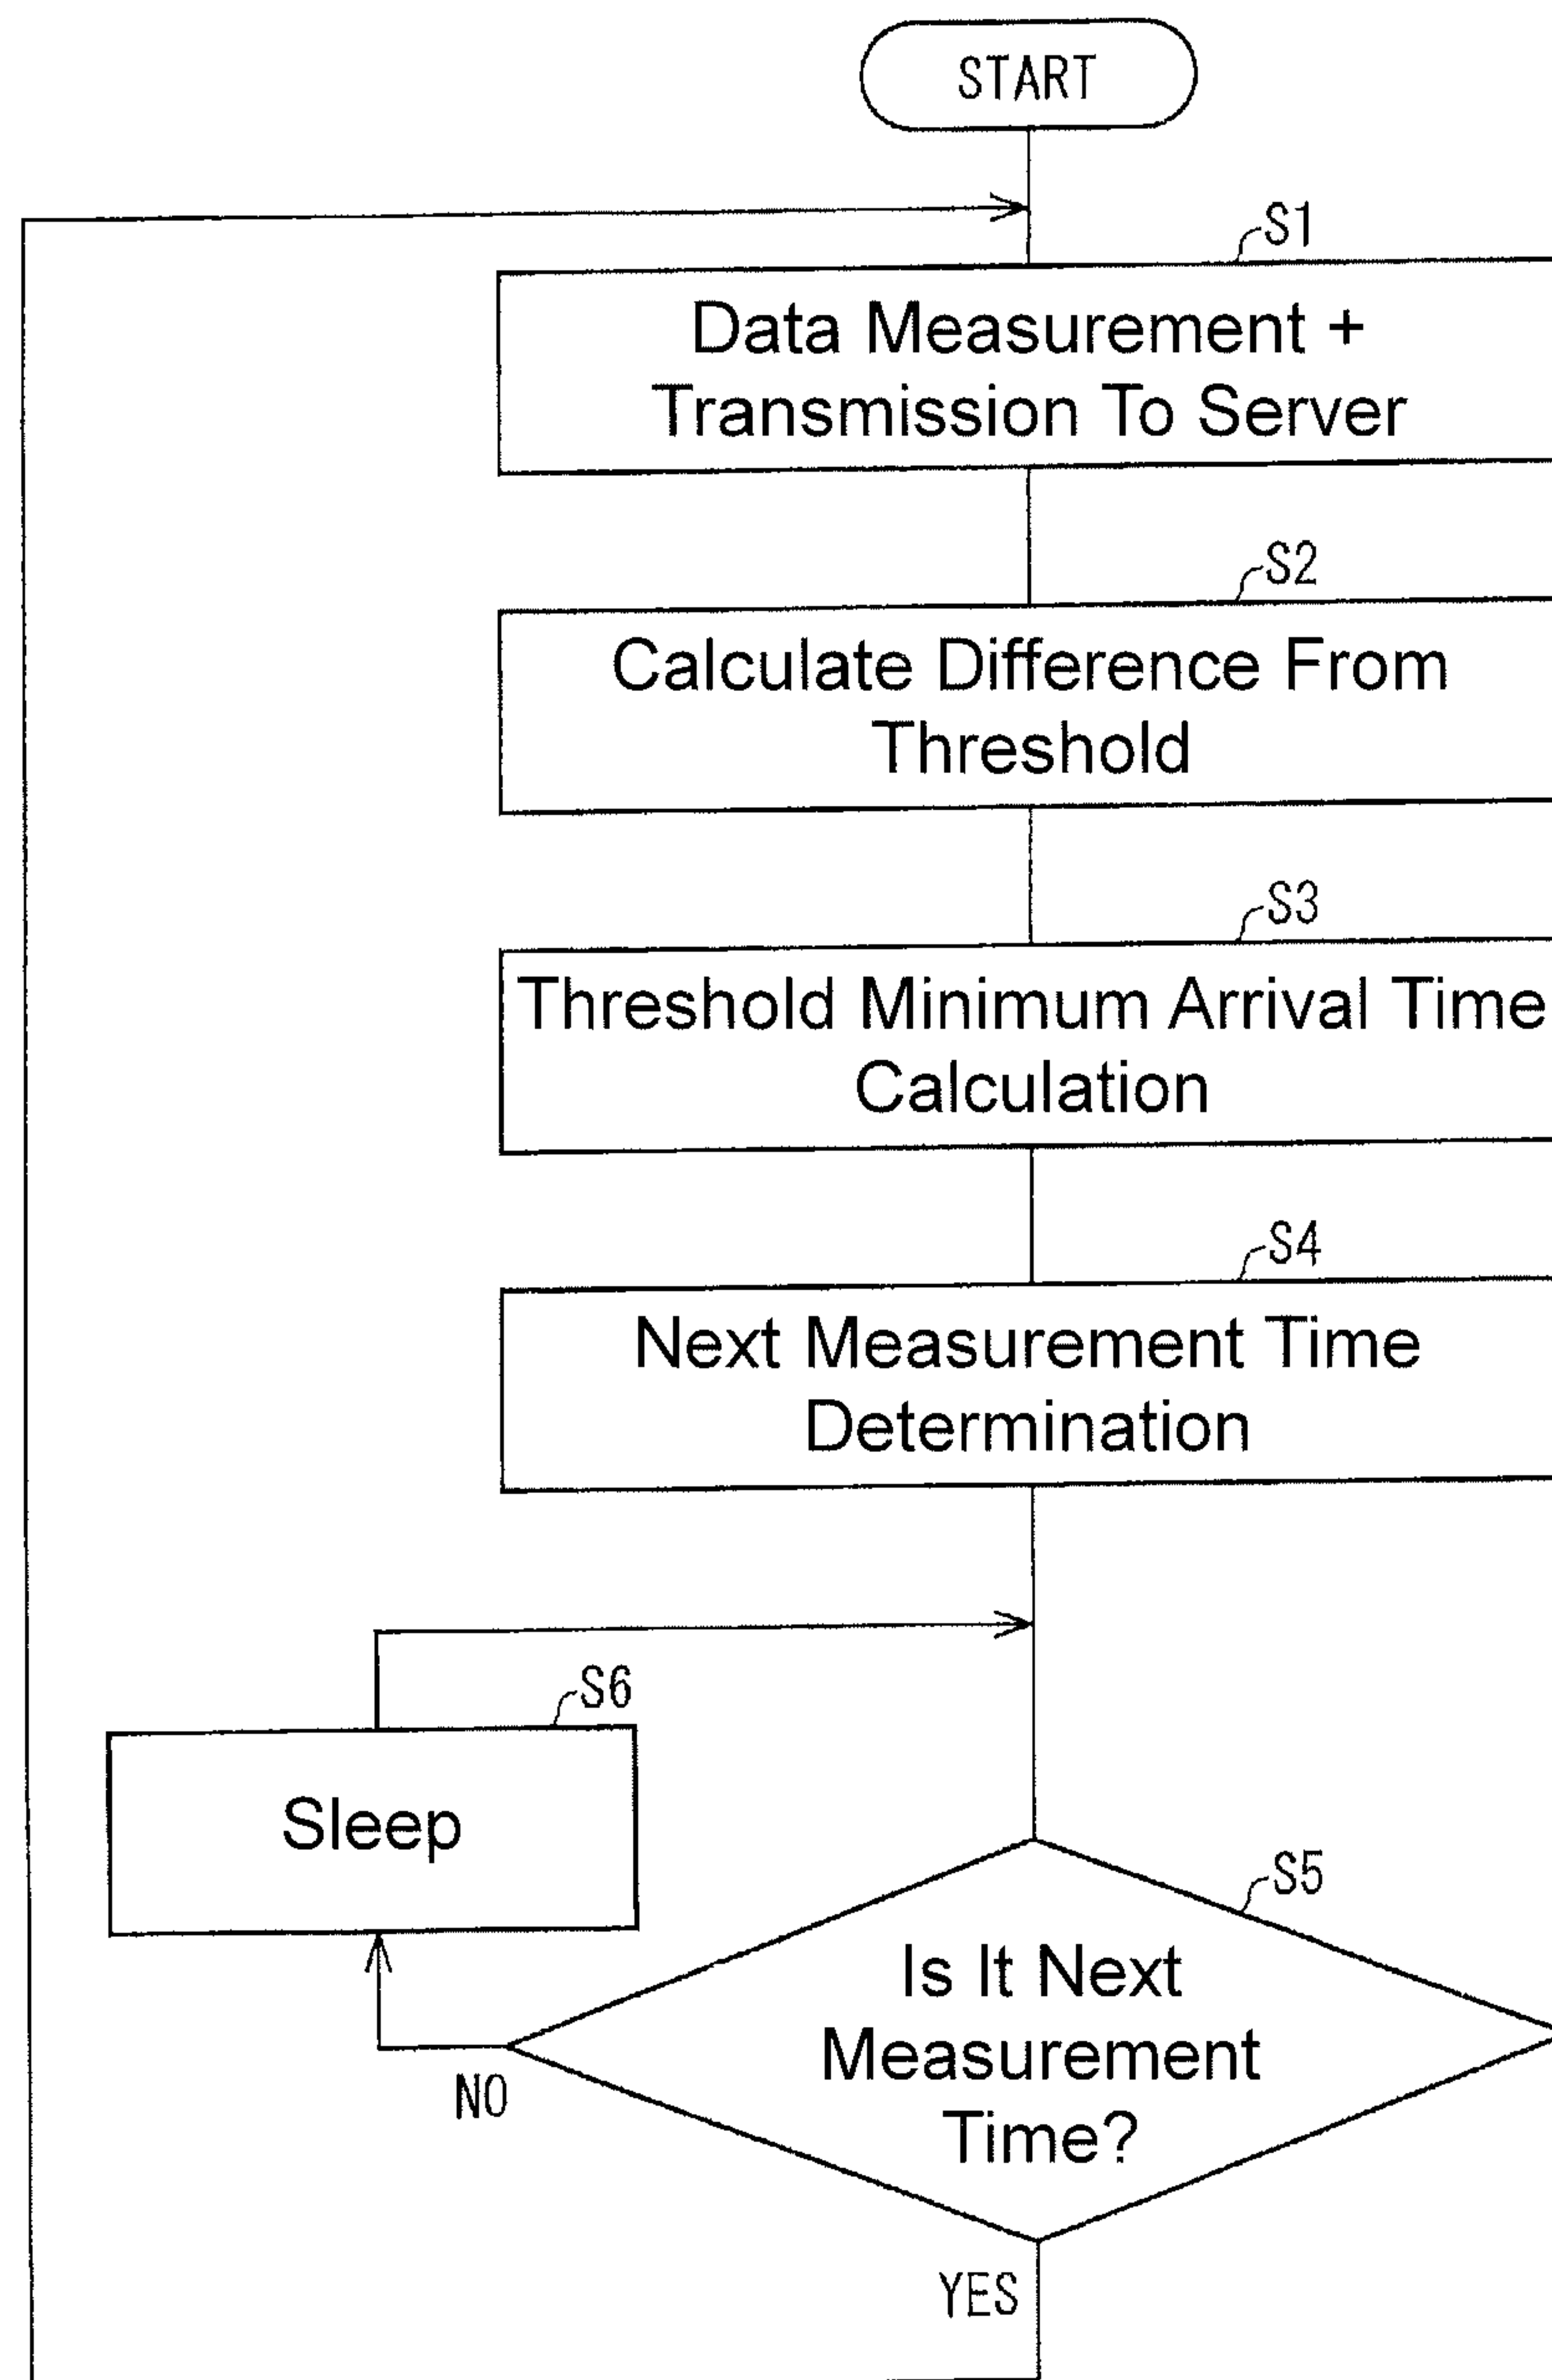 START
S1
Data Measurement +
Transmission To Server
S2
Calculate Difference From
Threshold
S3
Threshold Minimum Arrival Time
Calculation
S4
Next Measurement Time
Determination
S6
Sleep
S5
Is It Next
Measurement
Time?
NO
YES